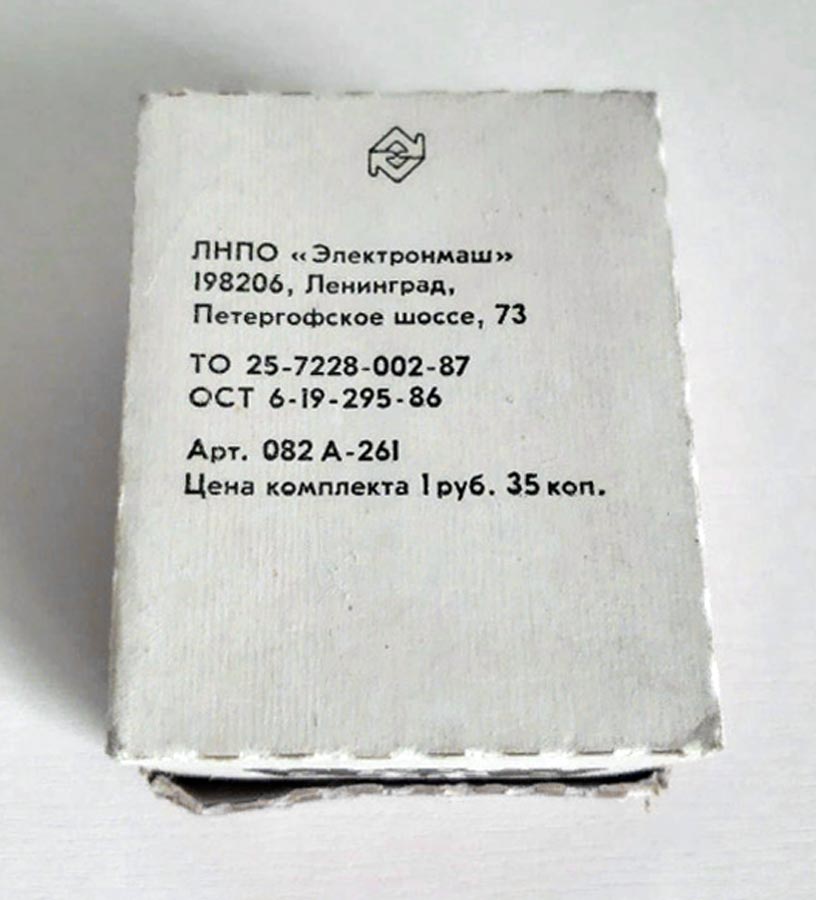 ЛНПО «Электронмаш»
198206, Ленинград,
Петергофское шоссе, 73
ТО 25-7228-002-87
ОСТ 6-19-295-86
Арт. 082 А-261
Цена комплекта 1 руб. 35 коп.